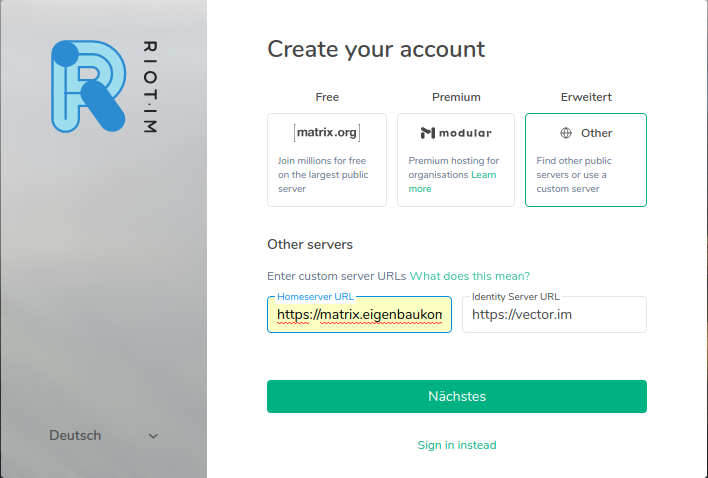 RIOT.IM
Create your account
Free
Premium
Erweitert
[matrix.org]
modular
Other
Join millions for free
on the largest public
server
Premium hosting for
organisations Learn
more
Find other public
servers or use a
custom server
Other servers
Enter custom server URLs What does this mean?
Homeserver URL
Identity Server URL
https://matrix.eigenbaukom
https://vector.im
Nächstes
Deutsch
Sign in instead